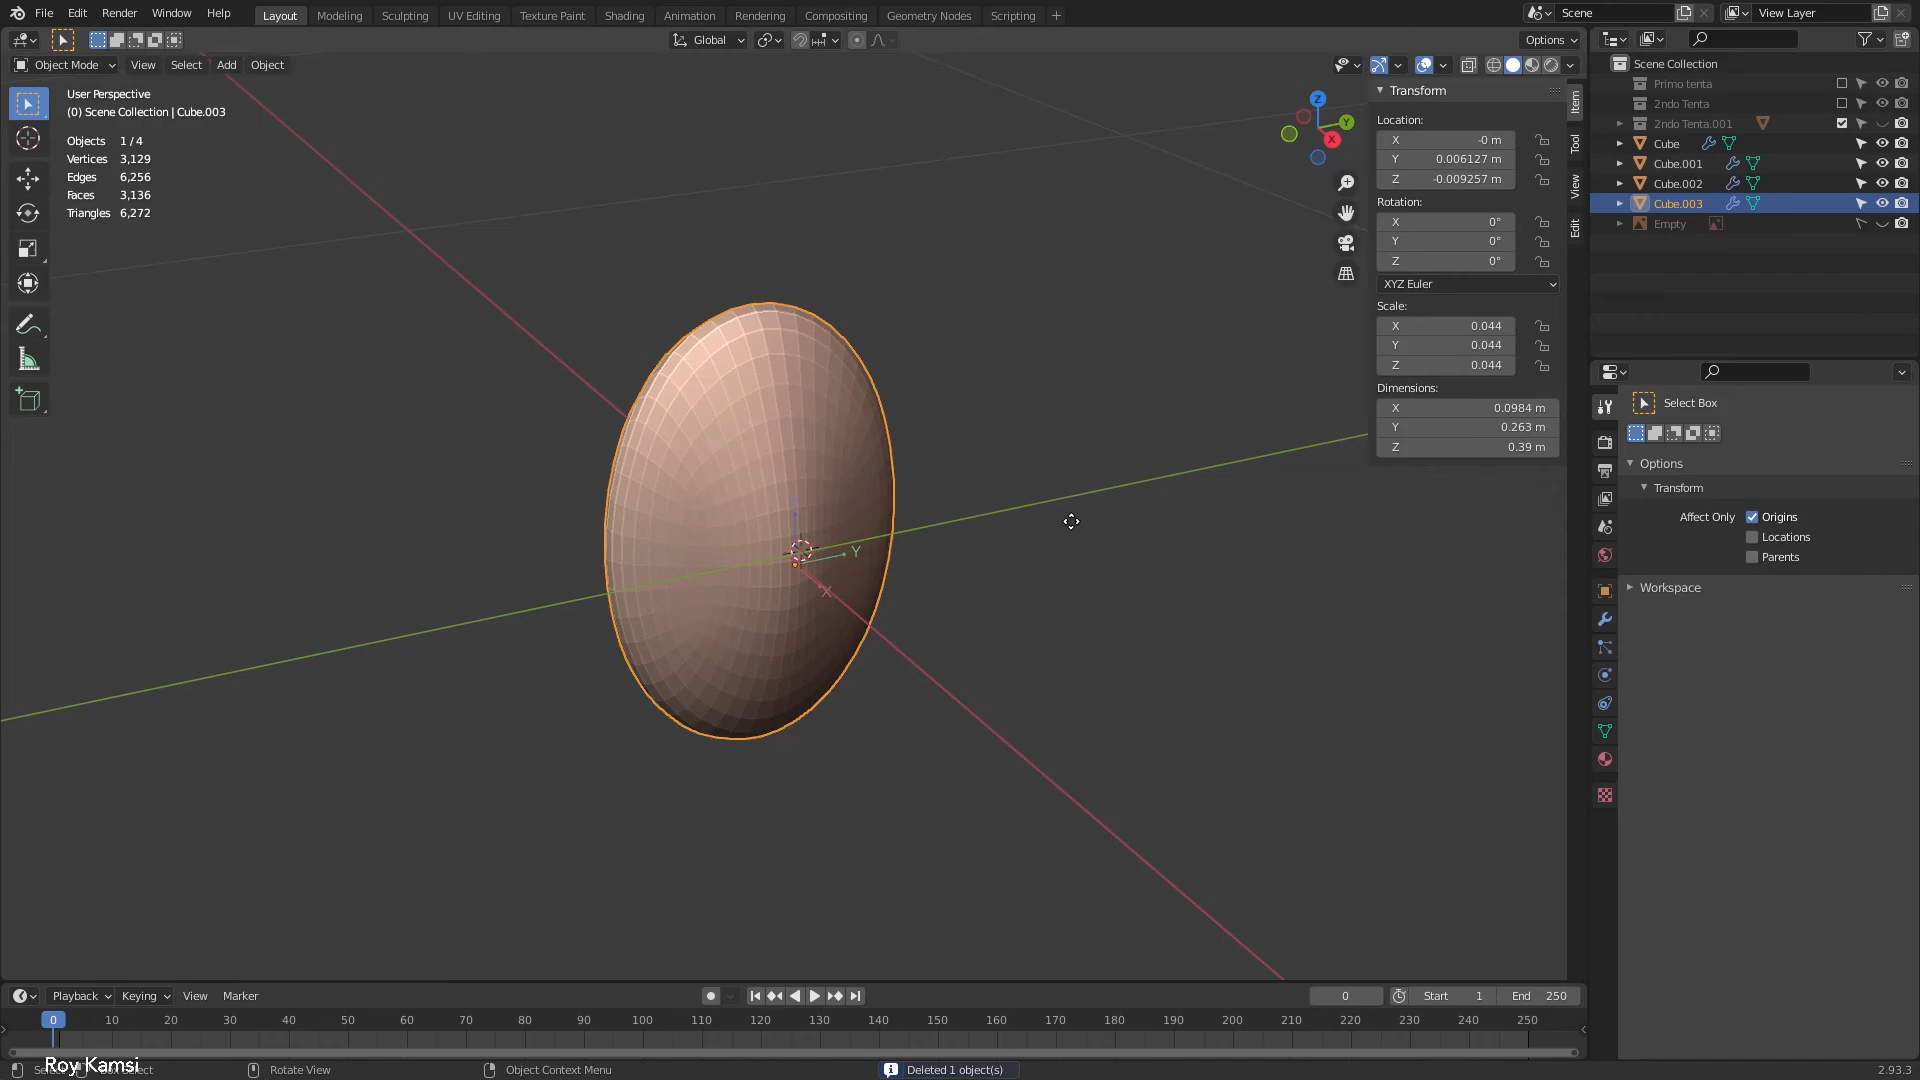 File Edit Render Window Help
Layout Modeling Sculpting UV Editing Texture Paint Shading Animation Rendering Compositing Geometry Nodes Scripting +
Scene
View Layer
Global
Options
Object Mode View Select Add Object
User Perspective
(0) Scene Collection | Cube.003
Objects 1 / 4
Vertices 3,129
Edges 6,256
Faces 3,136
Triangles 6,272
Z
Y
X
Y
X
Transform
Location:
X -0 m
Y 0.006127 m
Z -0.009257 m
Rotation:
X 0°
Y 0°
Z 0°
XYZ Euler
Scale:
X 0.044
Y 0.044
Z 0.044
Dimensions:
X 0.0984 m
Y 0.263 m
Z 0.39 m
Item
Tool
View
Edit
Scene Collection
Primo tenta
2ndo Tenta
2ndo Tenta.001
Cube
Cube.001
Cube.002
Cube.003
Empty
Select Box
Options
Transform
Affect Only Origins
Locations
Parents
Workspace
Playback Keying View Marker
0
Start 1
End 250
0 10 20 30 40 50 60 70 80 90 100 110 120 130 140 150 160 170 180 190 200 210 220 230 240 250
Roy Kamsi
Select Box Select
Rotate View
Object Context Menu
Deleted 1 object(s)
2.93.3